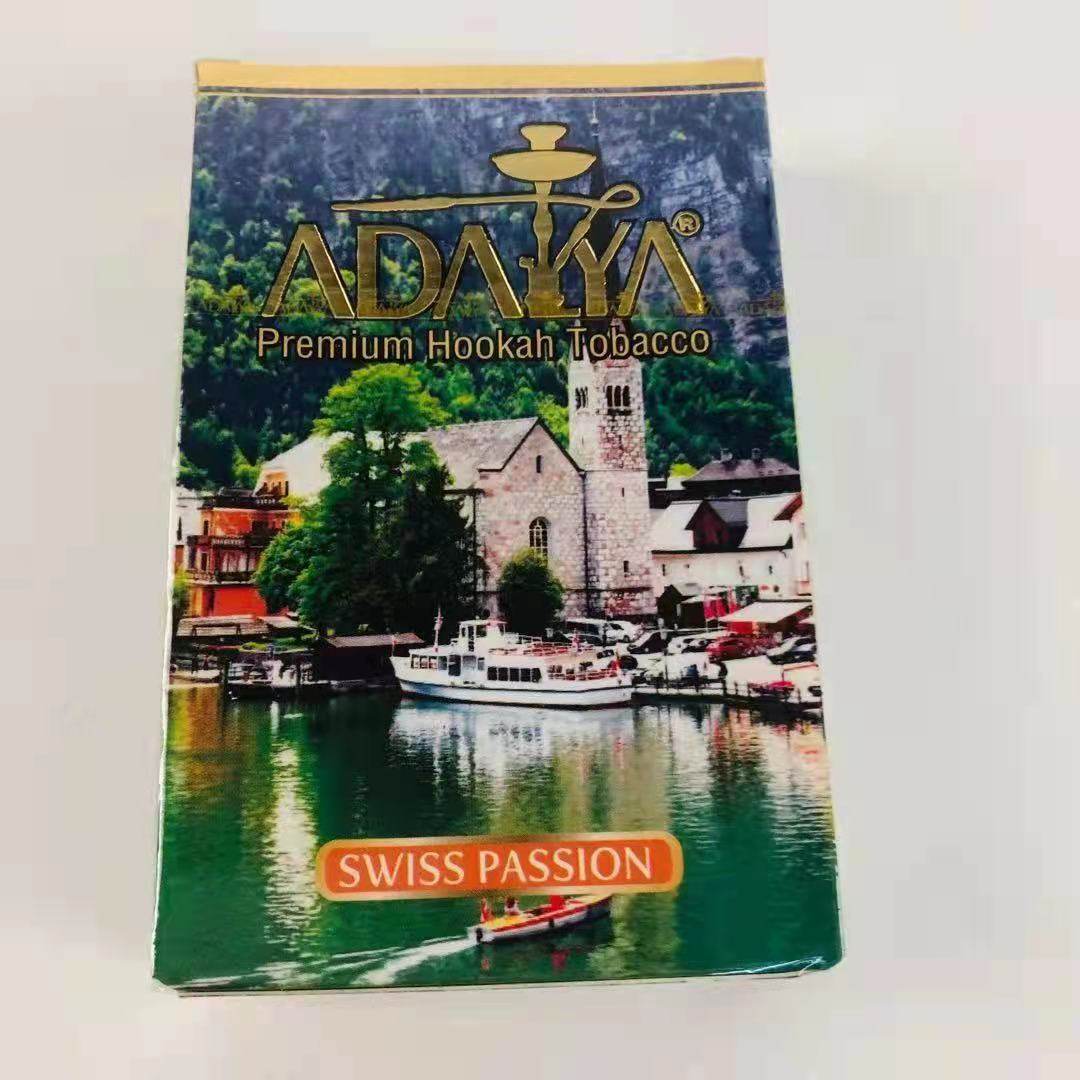 ADALYA®
Premium Hookah Tobacco
SWISS PASSION